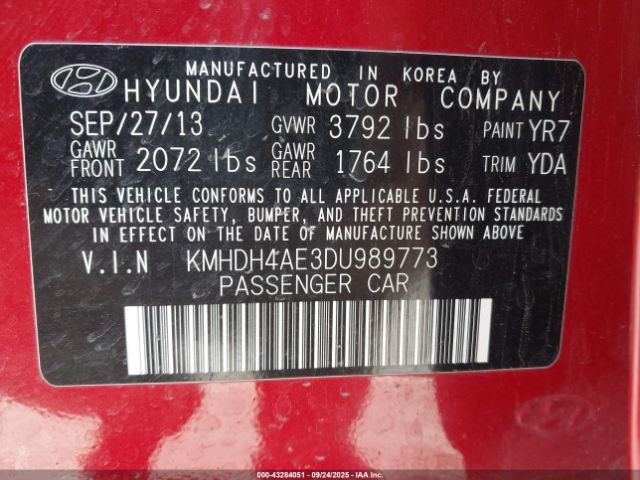 MANUFACTURED IN KOREA BY
HYUNDAI MOTOR COMPANY
SEP/27/13 GVWR 3792 lbs PAINT YR7
GAWR FRONT 2072 lbs GAWR REAR 1764 lbs TRIM YDA
THIS VEHICLE CONFORMS TO ALL APPLICABLE U.S.A. FEDERAL
MOTOR VEHICLE SAFETY, BUMPER, AND THEFT PREVENTION STANDARDS
IN EFFECT ON THE DATE OF MANUFACTURE SHOWN ABOVE.
V.I.N KMHDH4AE3DU989773
PASSENGER CAR
000-43284051 - 09/24/2025 - COPART.COM